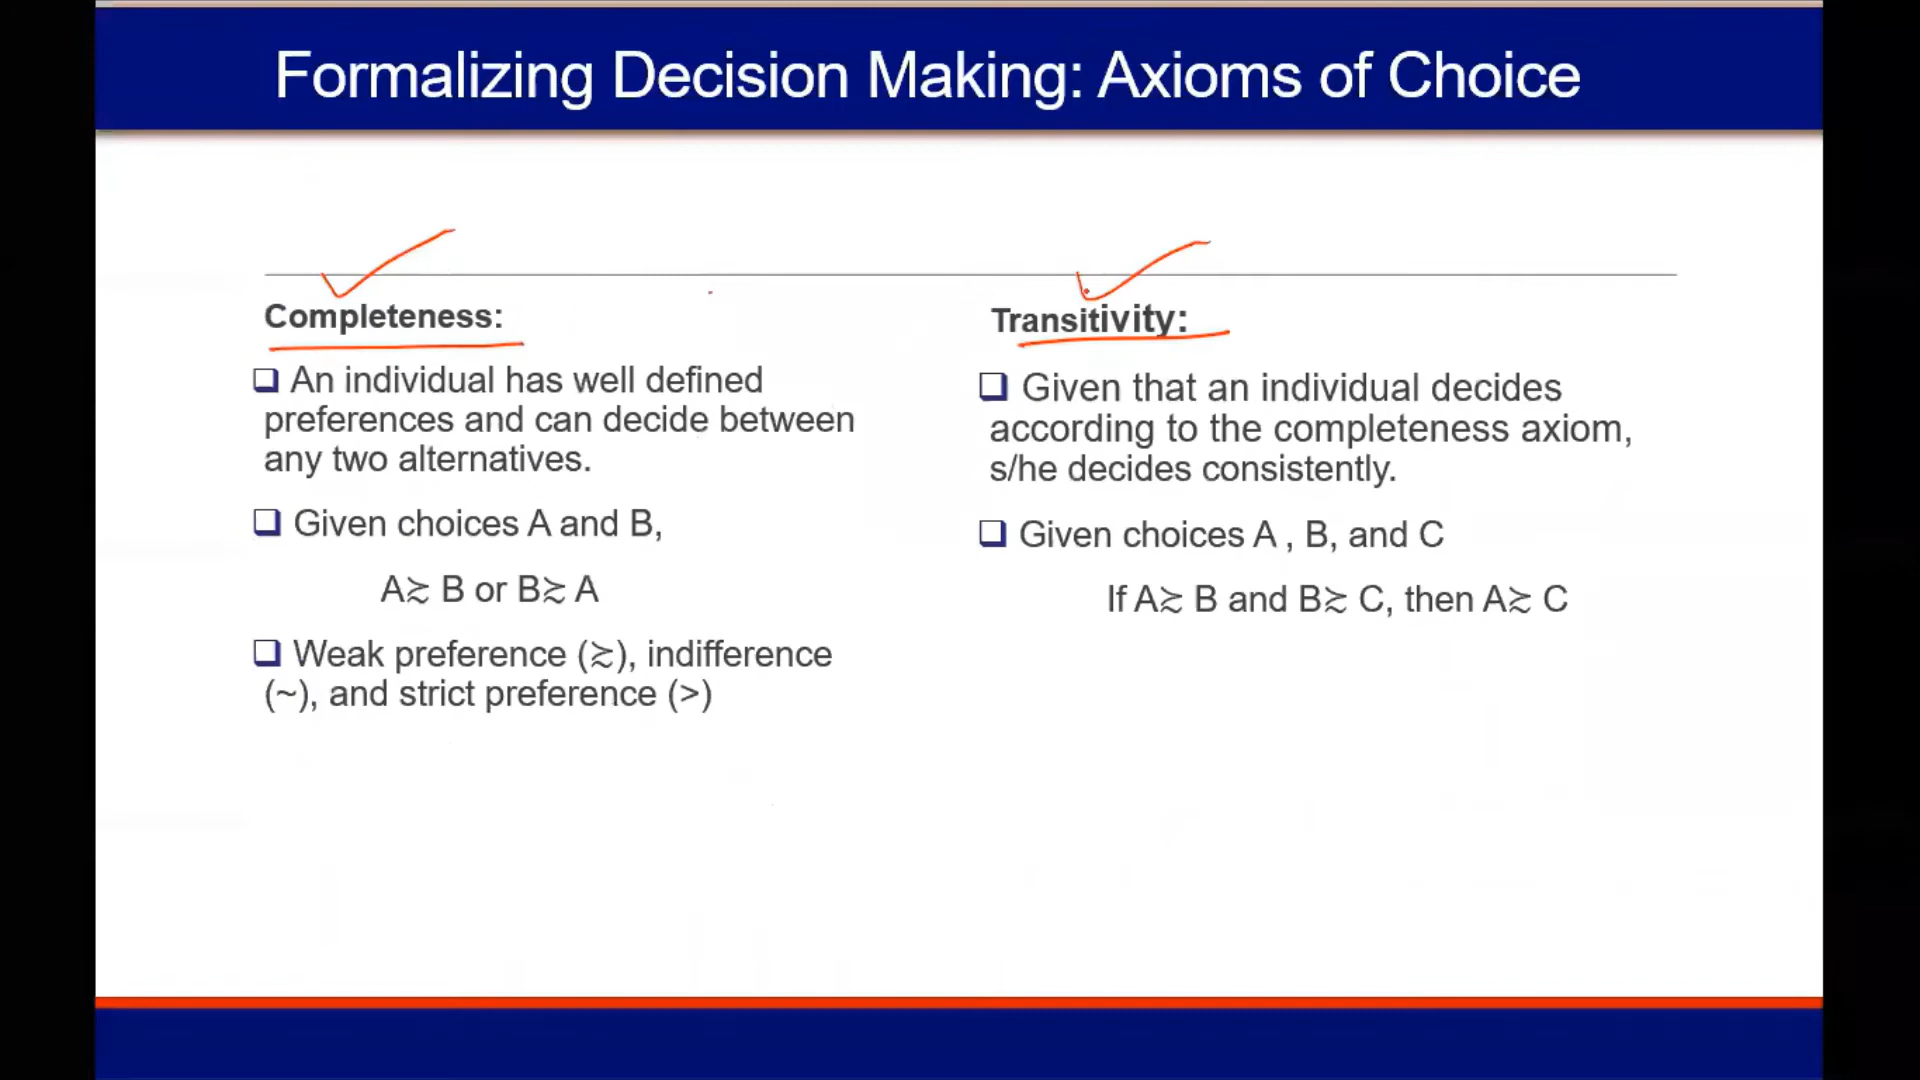 Formalizing Decision Making: Axioms of Choice
Completeness:
❑ An individual has well defined
preferences and can decide between
any two alternatives.
❑ Given choices A and B,
A≿ B or B≿ A
❑ Weak preference (≿), indifference
(~), and strict preference (>)
Transitivity:
❑ Given that an individual decides
according to the completeness axiom,
s/he decides consistently.
❑ Given choices A , B, and C
If A≿ B and B≿ C, then A≿ C